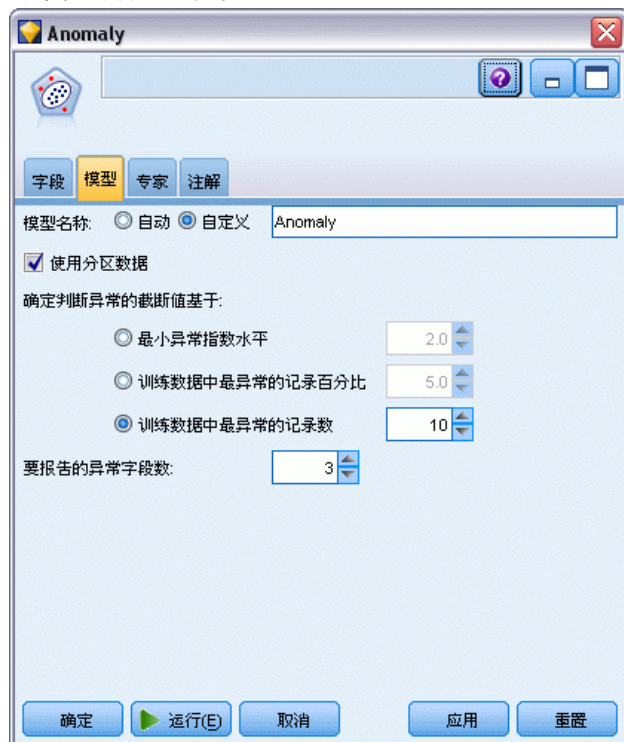 Anomaly
字段 模型 专家 注解
模型名称: 自动 自定义 Anomaly
使用分区数据
确定判断异常的截断值基于:
最小异常指数水平 2.0
训练数据中最异常的记录百分比 5.0
训练数据中最异常的记录数 10
要报告的异常字段数: 3
确定 运行(E) 取消 应用 重置